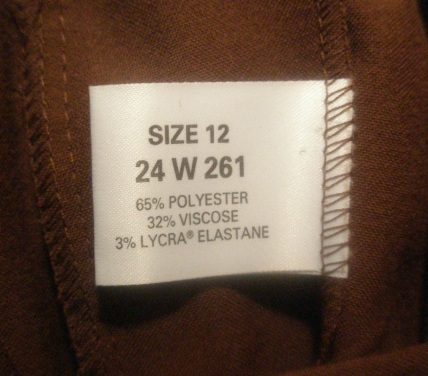 SIZE 12
24 W 261
65% POLYESTER
32% VISCOSE
3% LYCRA® ELASTANE